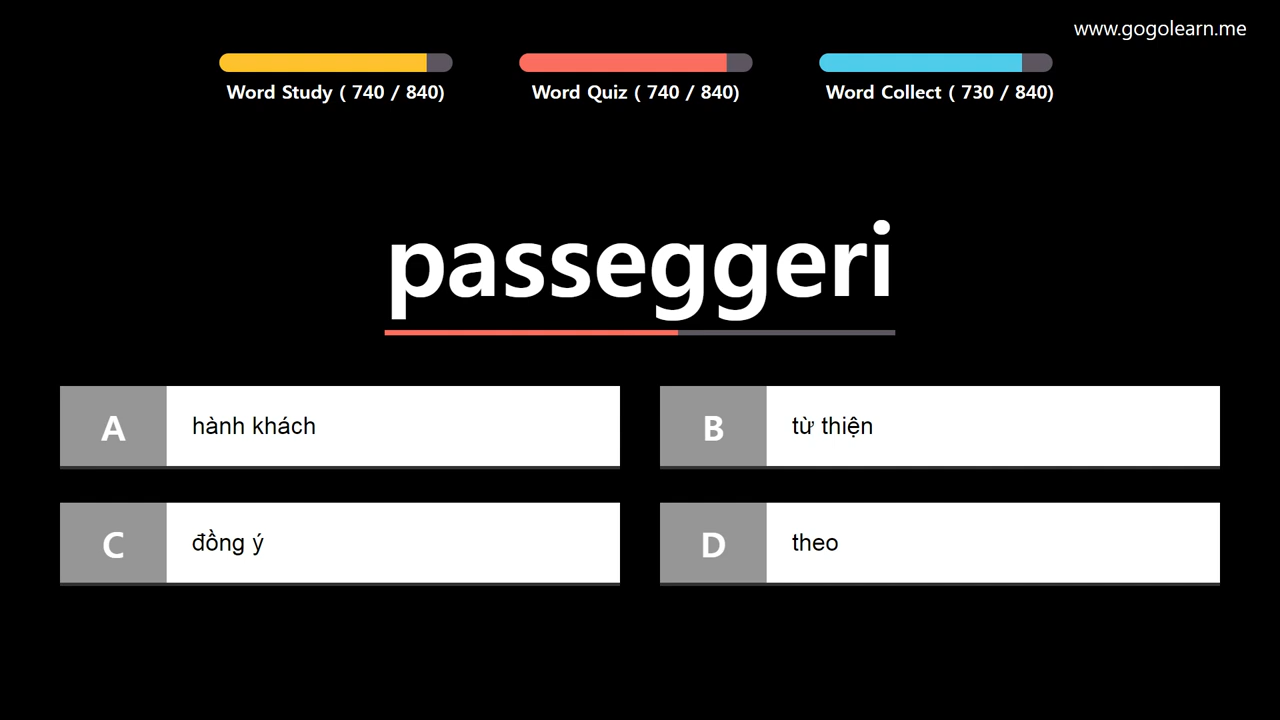 www.gogolearn.me
Word Study ( 740 / 840)
Word Quiz ( 740 / 840)
Word Collect ( 730 / 840)
passeggeri
A
hành khách
B
từ thiện
C
đồng ý
D
theo